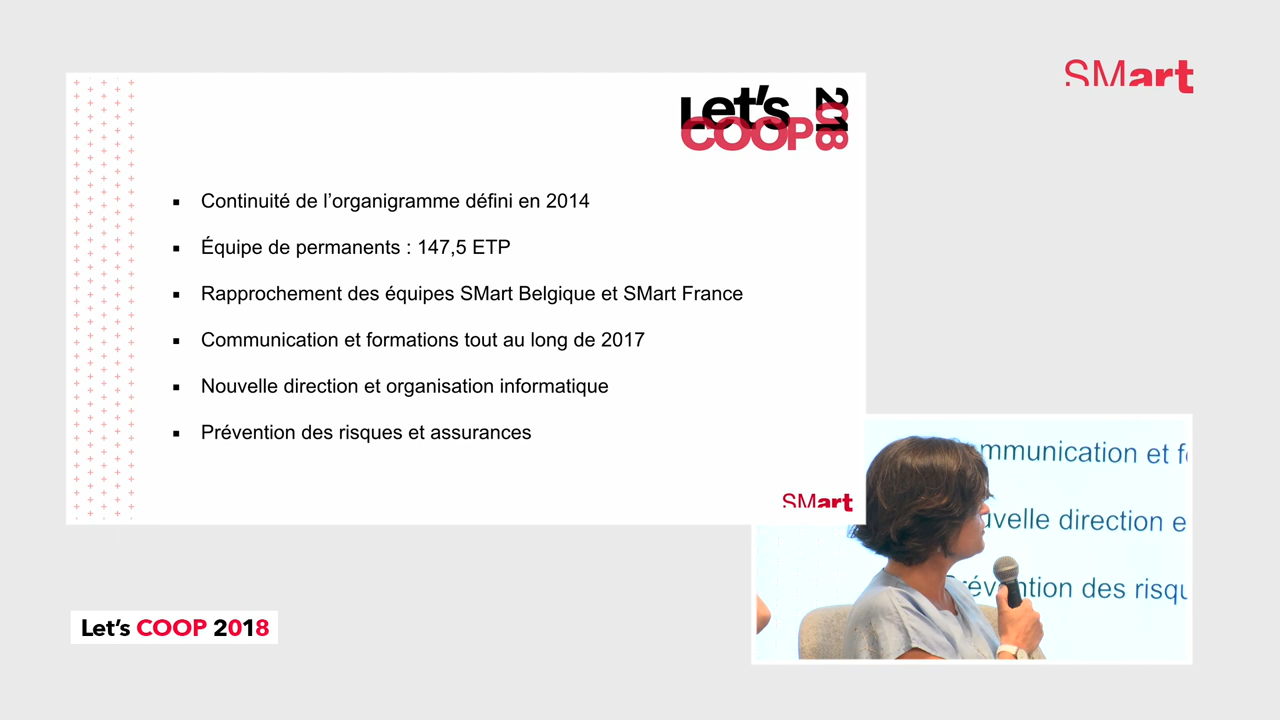 SMart
Let's
COOP
2018
Continuité de l’organigramme défini en 2014
Équipe de permanents : 147,5 ETP
Rapprochement des équipes SMart Belgique et SMart France
Communication et formations tout au long de 2017
Nouvelle direction et organisation informatique
Prévention des risques et assurances
SMart
mmunication et f
uvelle direction e
Prévention des risqu
Let's COOP 2018